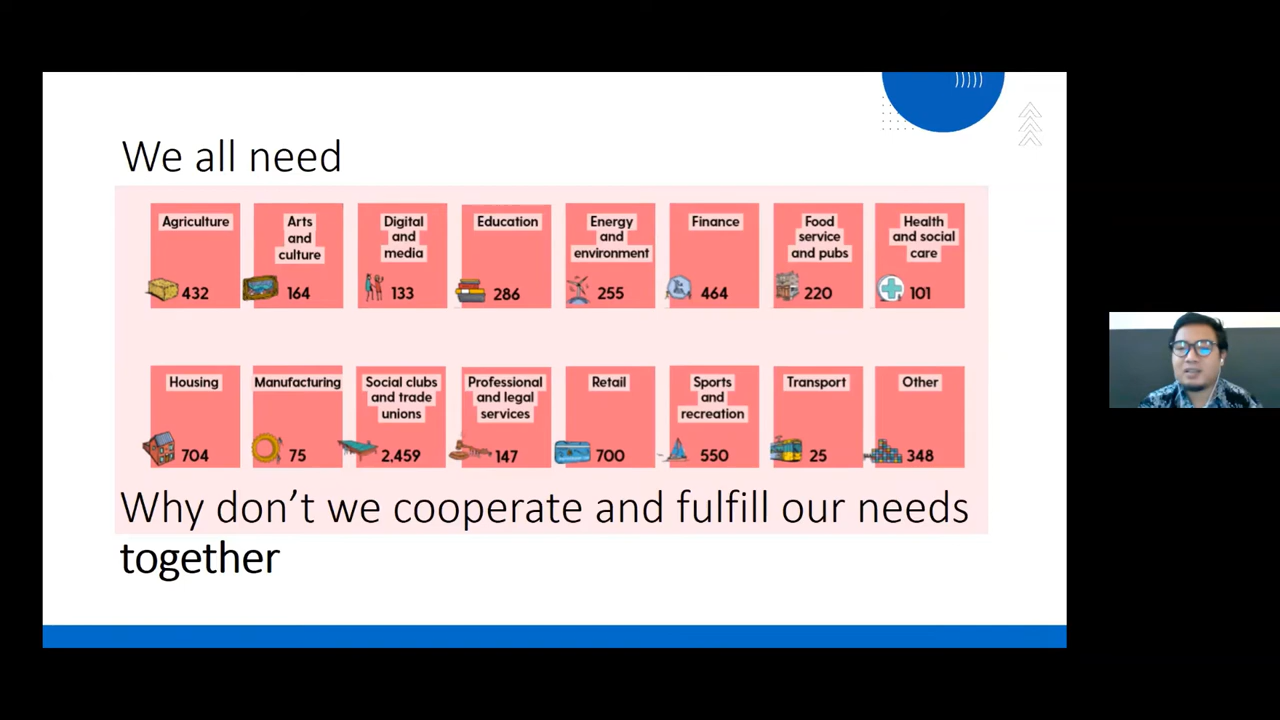 We all need
Agriculture
432
Arts
and
culture
164
Digital
and
media
133
Education
286
Energy
and
environment
255
Finance
464
Food
service
and pubs
220
Health
and social
care
101
Housing
704
Manufacturing
75
Social clubs
and trade
unions
2,459
Professional
and legal
services
147
Retail
700
Sports
and
recreation
550
Transport
25
Other
348
Why don’t we cooperate and fulfill our needs
together